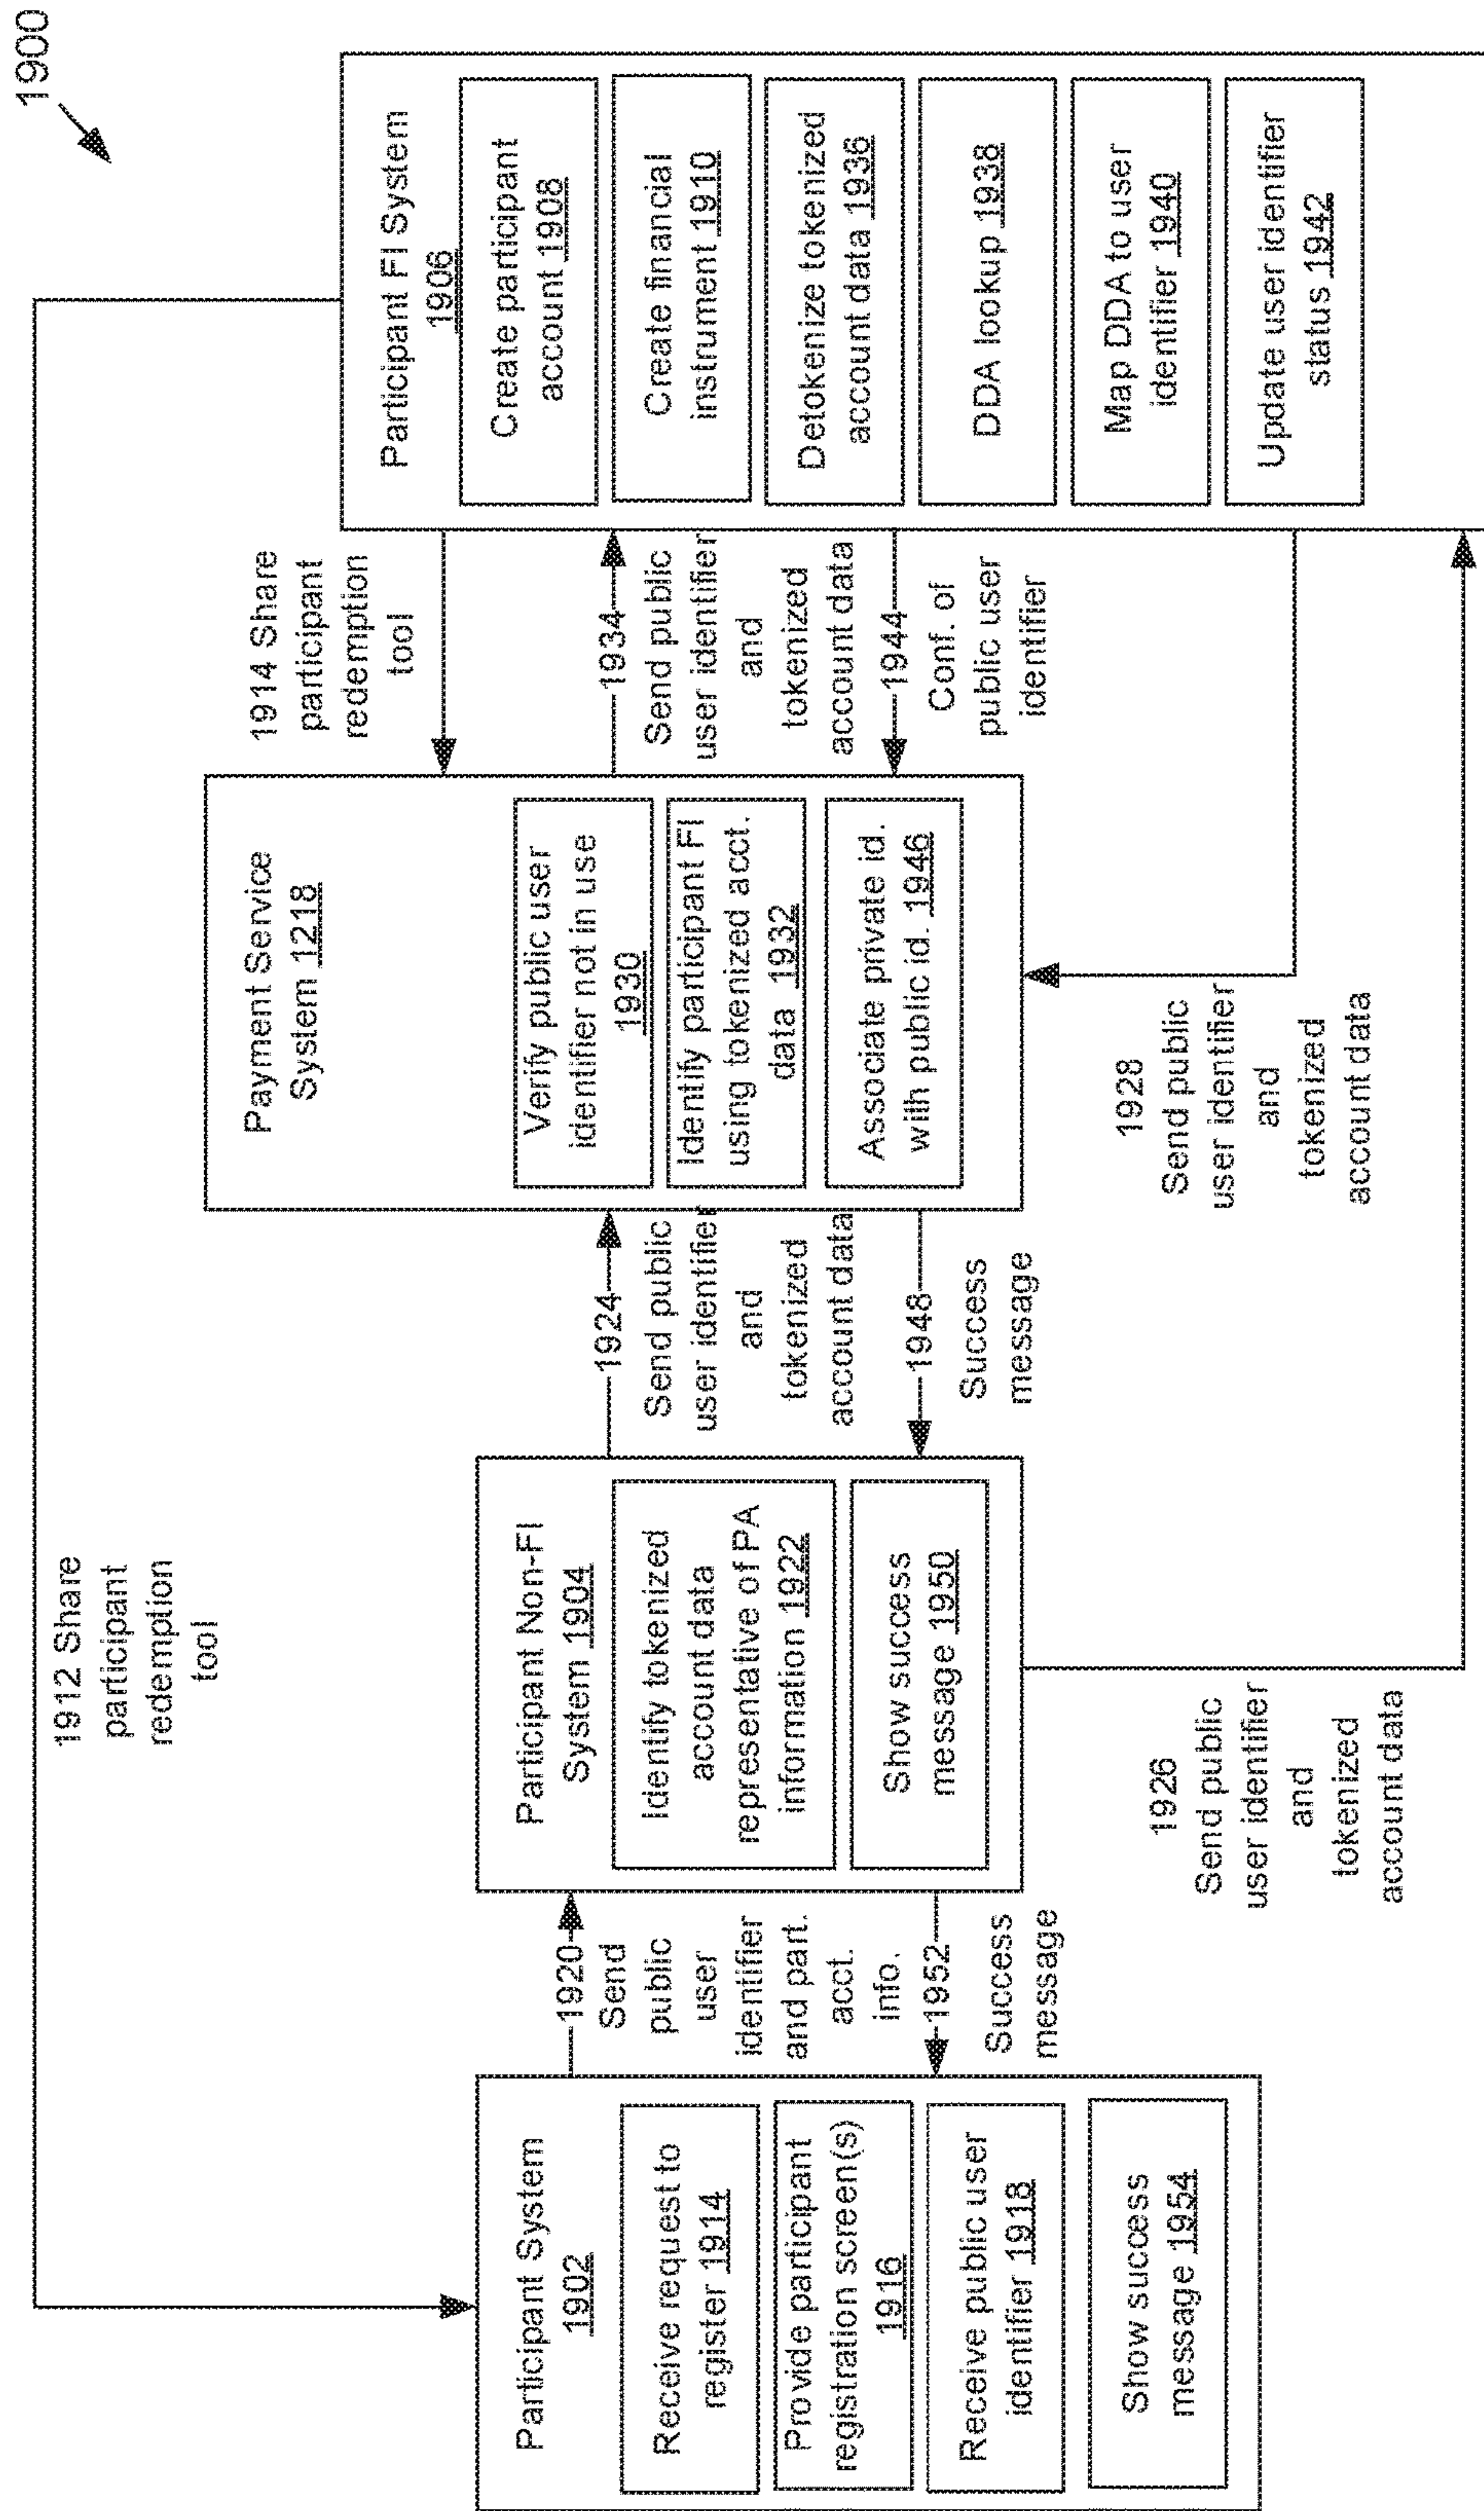 1900
1912 Share
participant
redemption
tool
Participant System
1902
Receive request to
register 1914
Provide participant
registration screen(s)
1916
Receive public user
identifier 1918
Show success
message 1954
1920
Send
public
user
identifier
and part.
acct.
info.
1952
Success
message
Participant Non-FI
System 1904
Identify tokenized
account data
representative of PA
information 1922
Show success
message 1950
1924
Send public
user identifier
and
tokenized
account data
1948
Success
message
1926
Send public
user identifier
and
tokenized
account data
Payment Service
System 1218
Verify public user
identifier not in use
1930
Identify participant FI
using tokenized acct.
data 1932
Associate private id.
with public id. 1946
1914 Share
participant
redemption
tool
1934
Send public
user identifier
and
tokenized
account data
1944
Conf. of
public user
identifier
1928
Send public
user identifier
and
tokenized
account data
Participant FI System
1906
Create participant
account 1908
Create financial
instrument 1910
Detokenize tokenized
account data 1936
DDA lookup 1938
Map DDA to user
identifier 1940
Update user identifier
status 1942